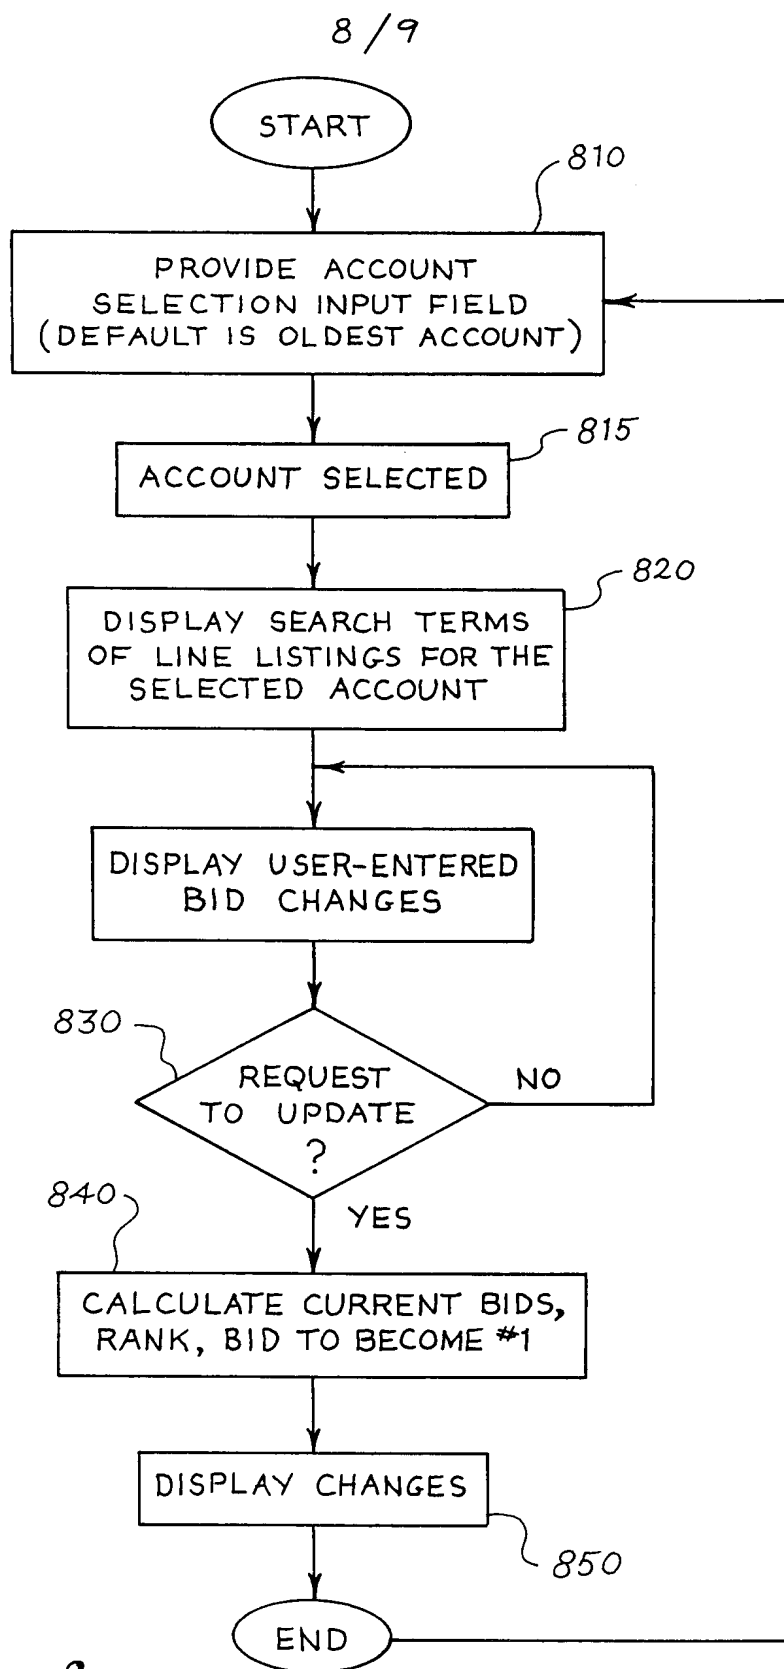 8/9
START
810
PROVIDE ACCOUNT
SELECTION INPUT FIELD
(DEFAULT IS OLDEST ACCOUNT)
815
ACCOUNT SELECTED
820
DISPLAY SEARCH TERMS
OF LINE LISTINGS FOR THE
SELECTED ACCOUNT
DISPLAY USER-ENTERED
BID CHANGES
830
REQUEST
TO UPDATE
?
NO
YES
840
CALCULATE CURRENT BIDS,
RANK, BID TO BECOME #1
DISPLAY CHANGES
850
END